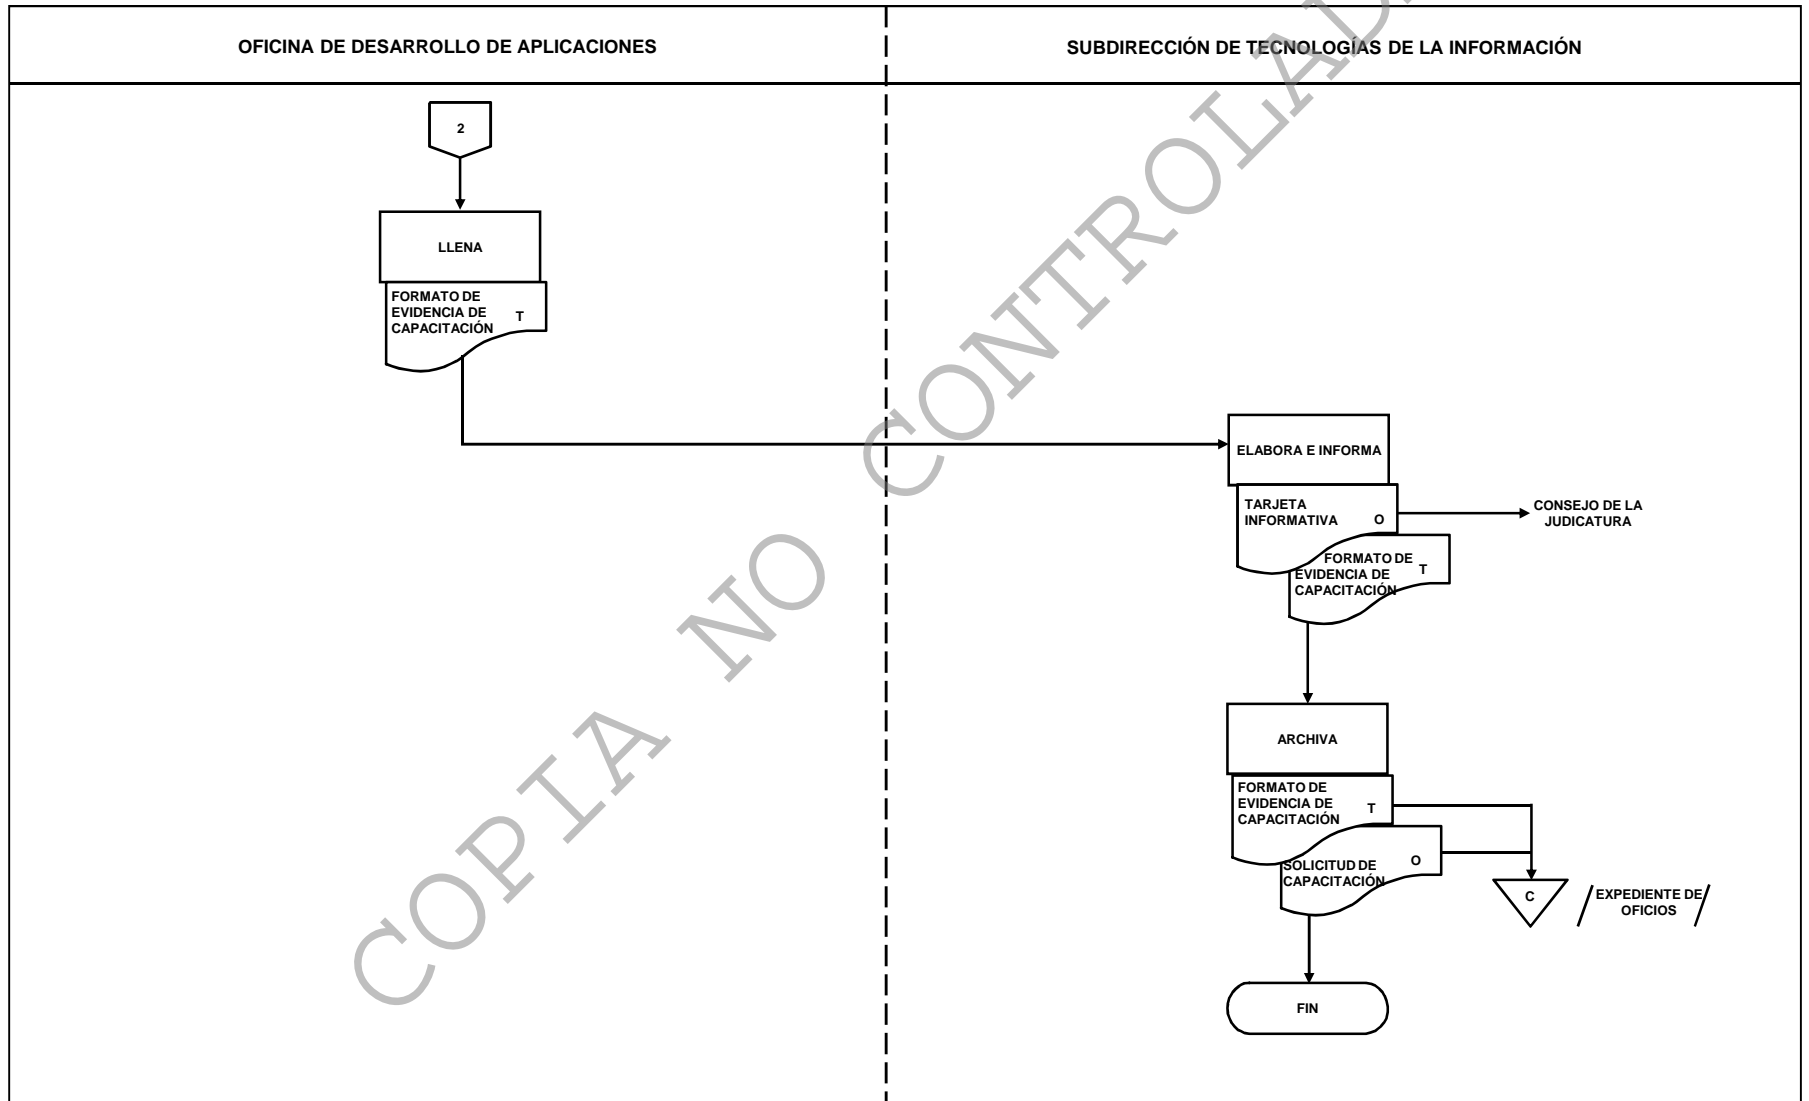 OFICINA DE DESARROLLO DE APLICACIONES
SUBDIRECCIÓN DE TECNOLOGÍAS DE LA INFORMACIÓN
2
LLENA
FORMATO DE
EVIDENCIA DE
CAPACITACIÓN
T
ELABORA E INFORMA
TARJETA
INFORMATIVA
O
CONSEJO DE LA
JUDICATURA
FORMATO DE
EVIDENCIA DE
CAPACITACIÓN
T
ARCHIVA
FORMATO DE
EVIDENCIA DE
CAPACITACIÓN
T
SOLICITUD DE
CAPACITACIÓN
O
C
EXPEDIENTE DE
OFICIOS
FIN
COPIA NO CONTROLAD